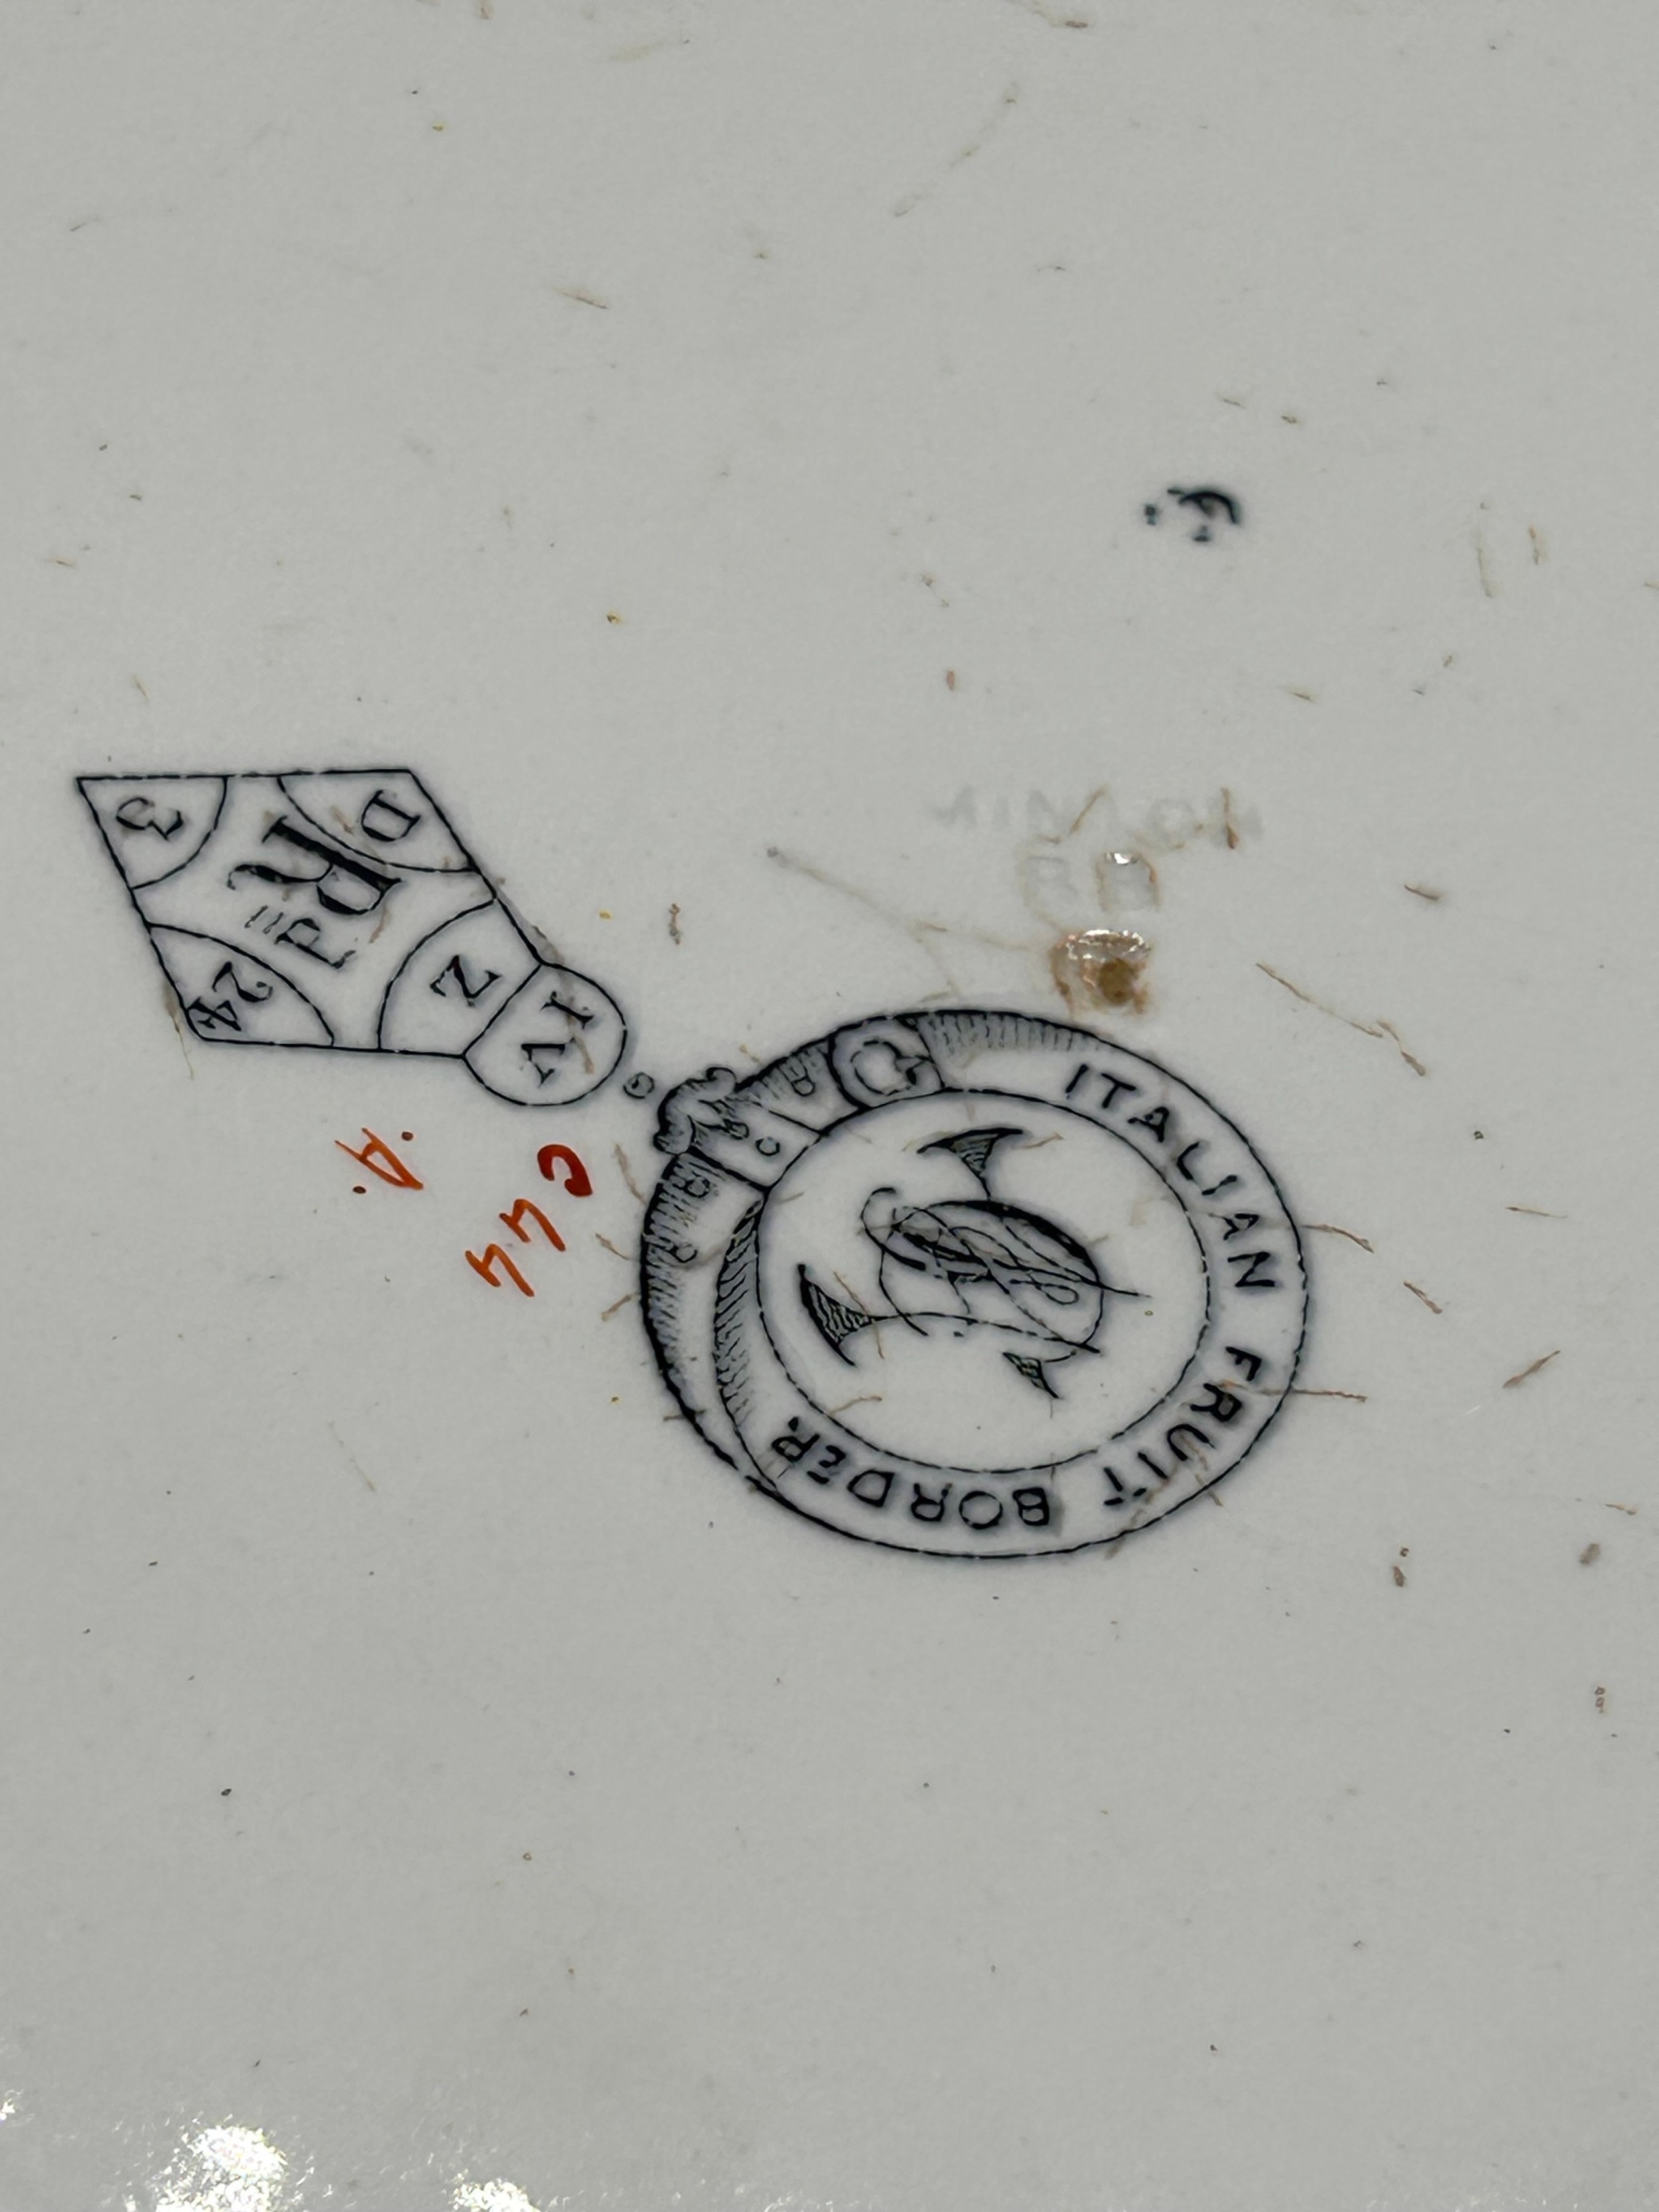 ITALIAN FRUIT BORDER
IV
Z
D
Rd
24
3
C44
.A.